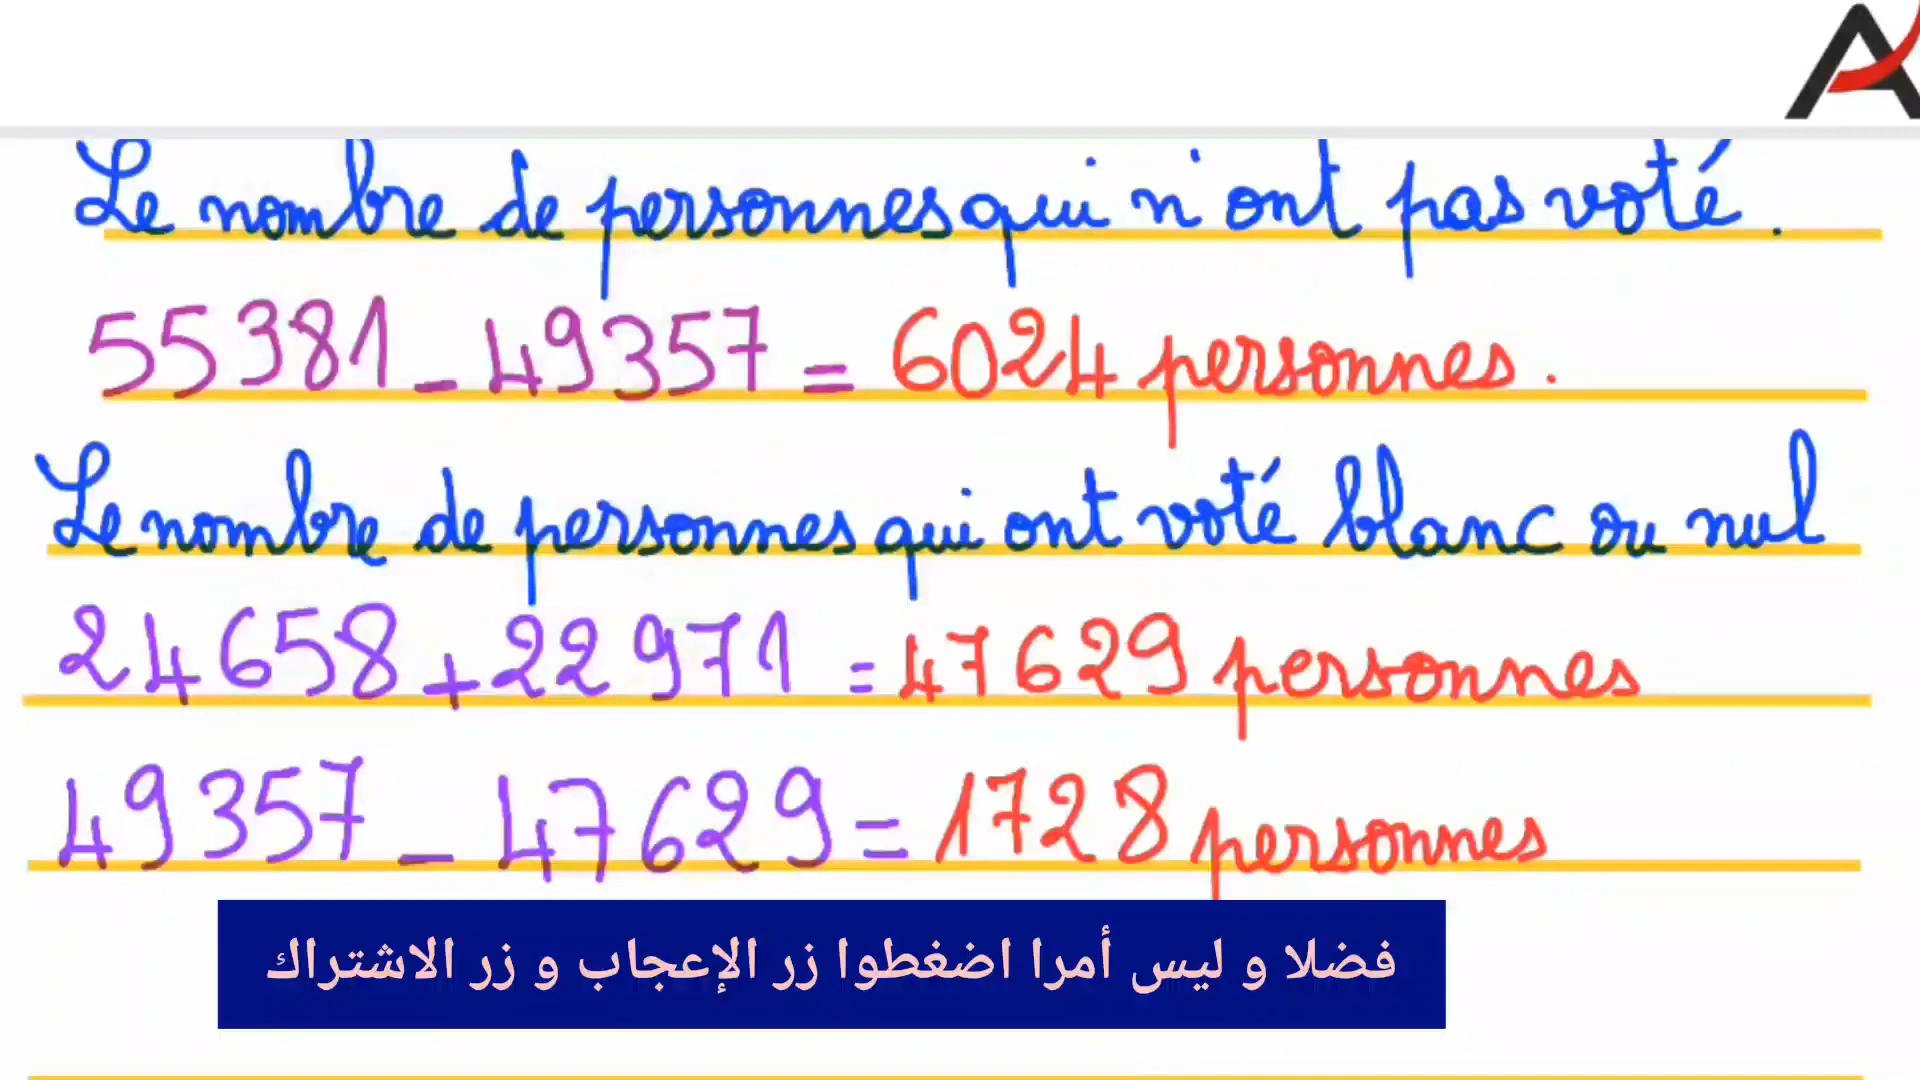 Le nombre de personnes qui n'ont pas voté.
55381 - 49357 = 6024 personnes.
Le nombre de personnes qui ont voté blanc ou nul
24658 + 22971 = 47629 personnes
49357 - 47629 = 1728 personnes
فضلا و ليس أمرا اضغطوا زر الإعجاب و زر الاشتراك